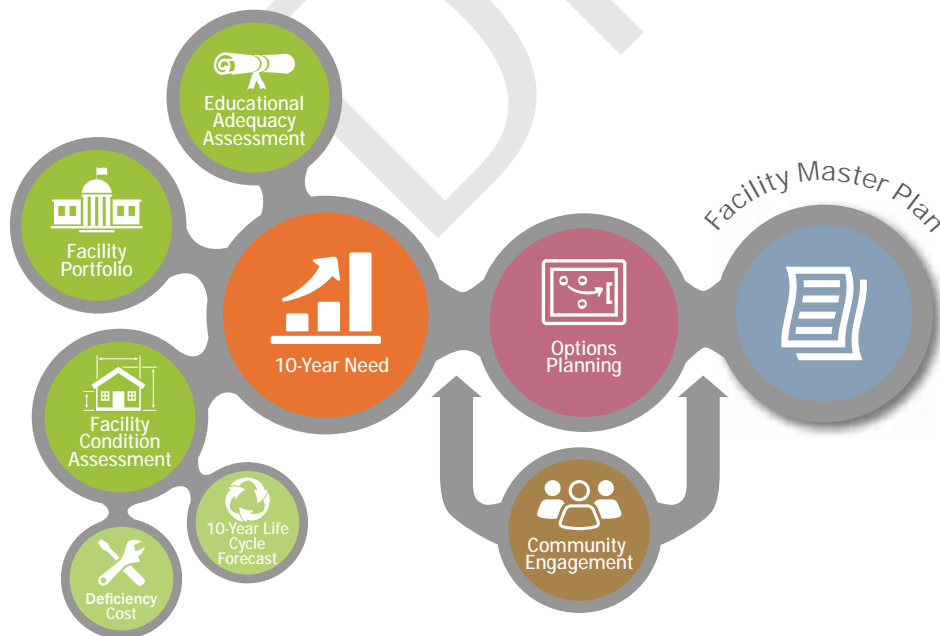 Educational
Adequacy
Assessment
Facility
Portfolio
Facility Master Plan
10-Year Need
Options
Planning
Facility
Condition
Assessment
10-Year Life
Cycle
Forecast
Community
Engagement
Deficiency
Cost